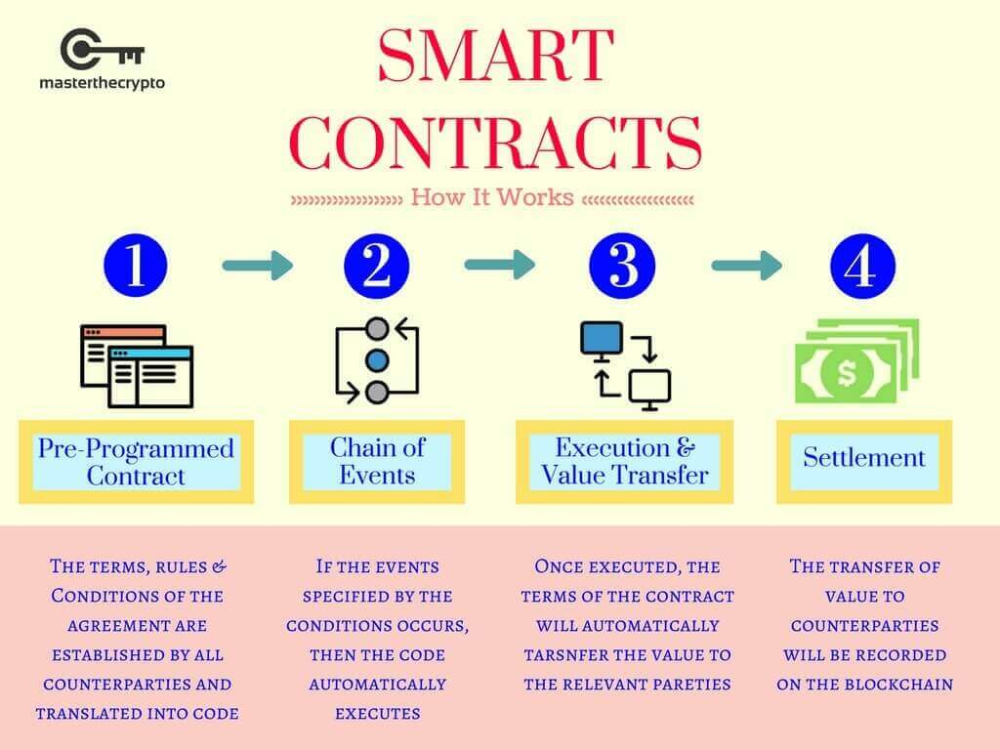 masterthecrypto
SMART
CONTRACTS
»»»»»»»»»» How It Works ««««««««««
1
2
3
4
Pre-Programmed
Contract
Chain of
Events
Execution &
Value Transfer
Settlement
The terms, rules &
Conditions of the
agreement are
established by all
counterparties and
translated into code
If the events
specified by the
conditions occurs,
then the code
automatically
executes
Once executed, the
terms of the contract
will automatically
tarsnfer the value to
the relevant pareties
The transfer of
value to
counterparties
will be recorded
on the blockchain
$